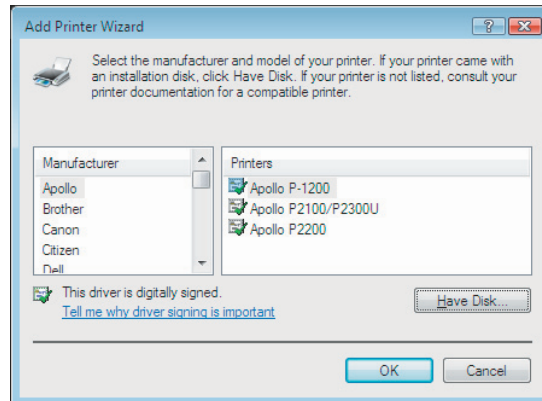 Add Printer Wizard
Select the manufacturer and model of your printer. If your printer came with
an installation disk, click Have Disk. If your printer is not listed, consult your
printer documentation for a compatible printer.
Manufacturer
Apollo
Brother
Canon
Citizen
Dell
Printers
Apollo P-1200
Apollo P2100/P2300U
Apollo P2200
This driver is digitally signed.
Tell me why driver signing is important
Have Disk...
OK
Cancel